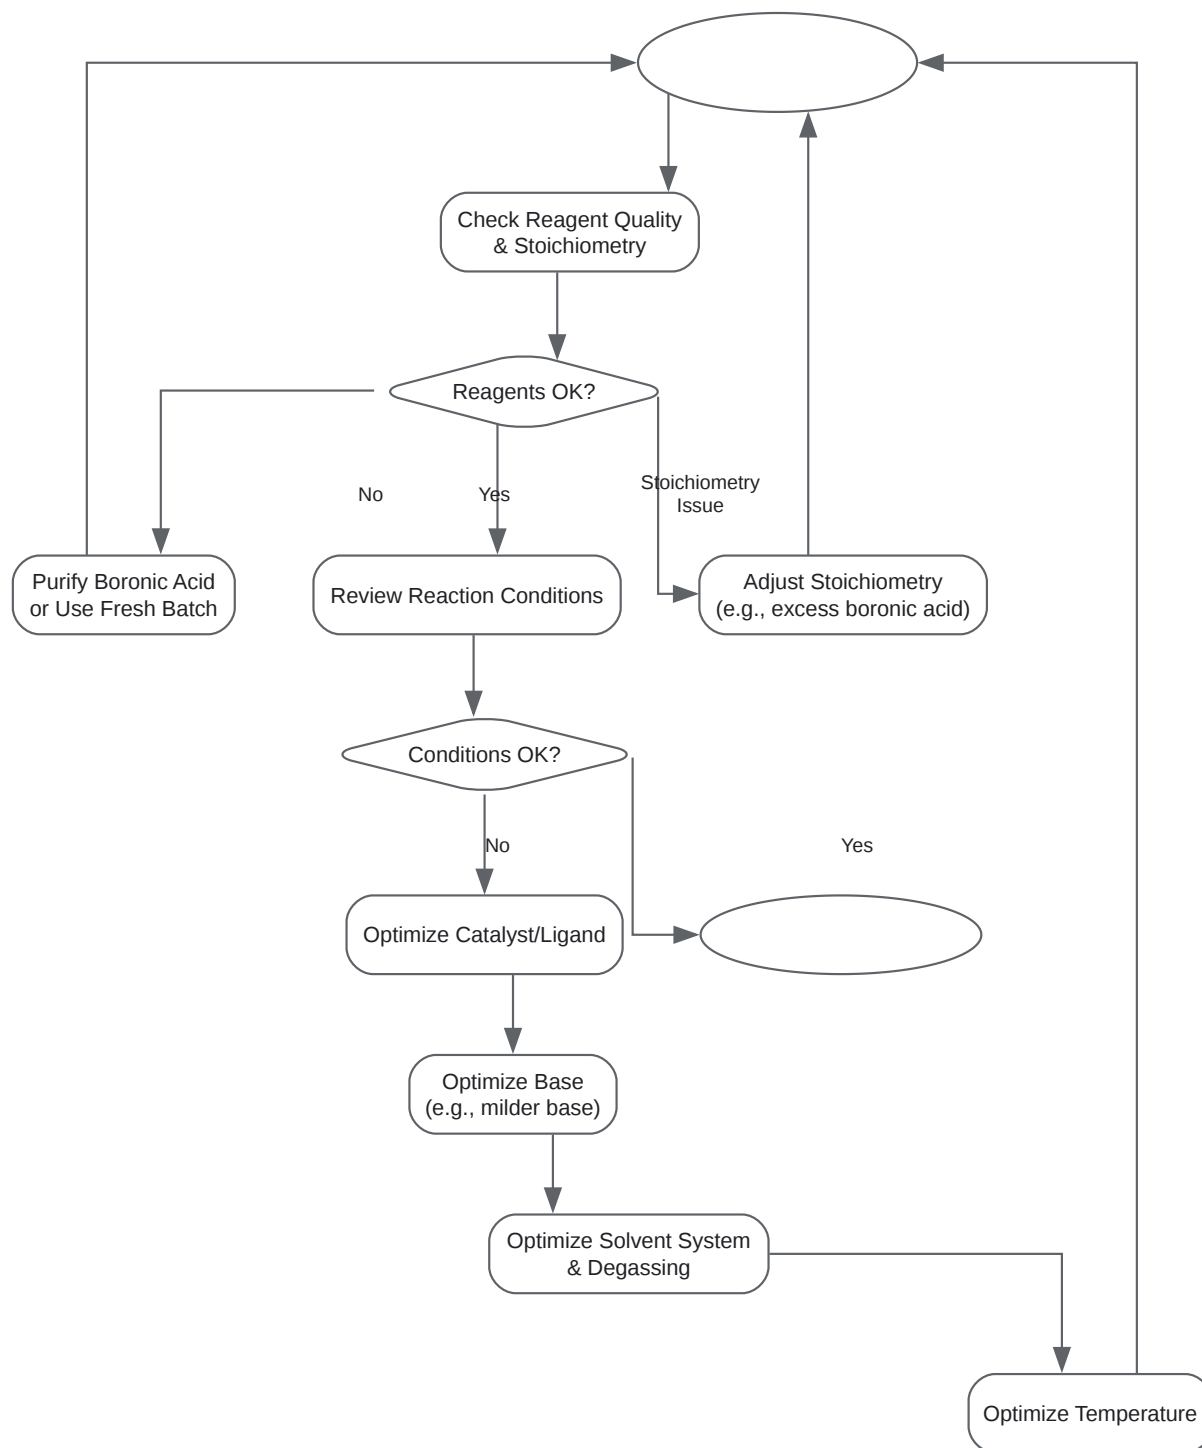 Check Reagent Quality
& Stoichiometry
Reagents OK?
No
Yes
Stoichiometry
Issue
Purify Boronic Acid
or Use Fresh Batch
Review Reaction Conditions
Adjust Stoichiometry
(e.g., excess boronic acid)
Conditions OK?
No
Yes
Optimize Catalyst/Ligand
Optimize Base
(e.g., milder base)
Optimize Solvent System
& Degassing
Optimize Temperature